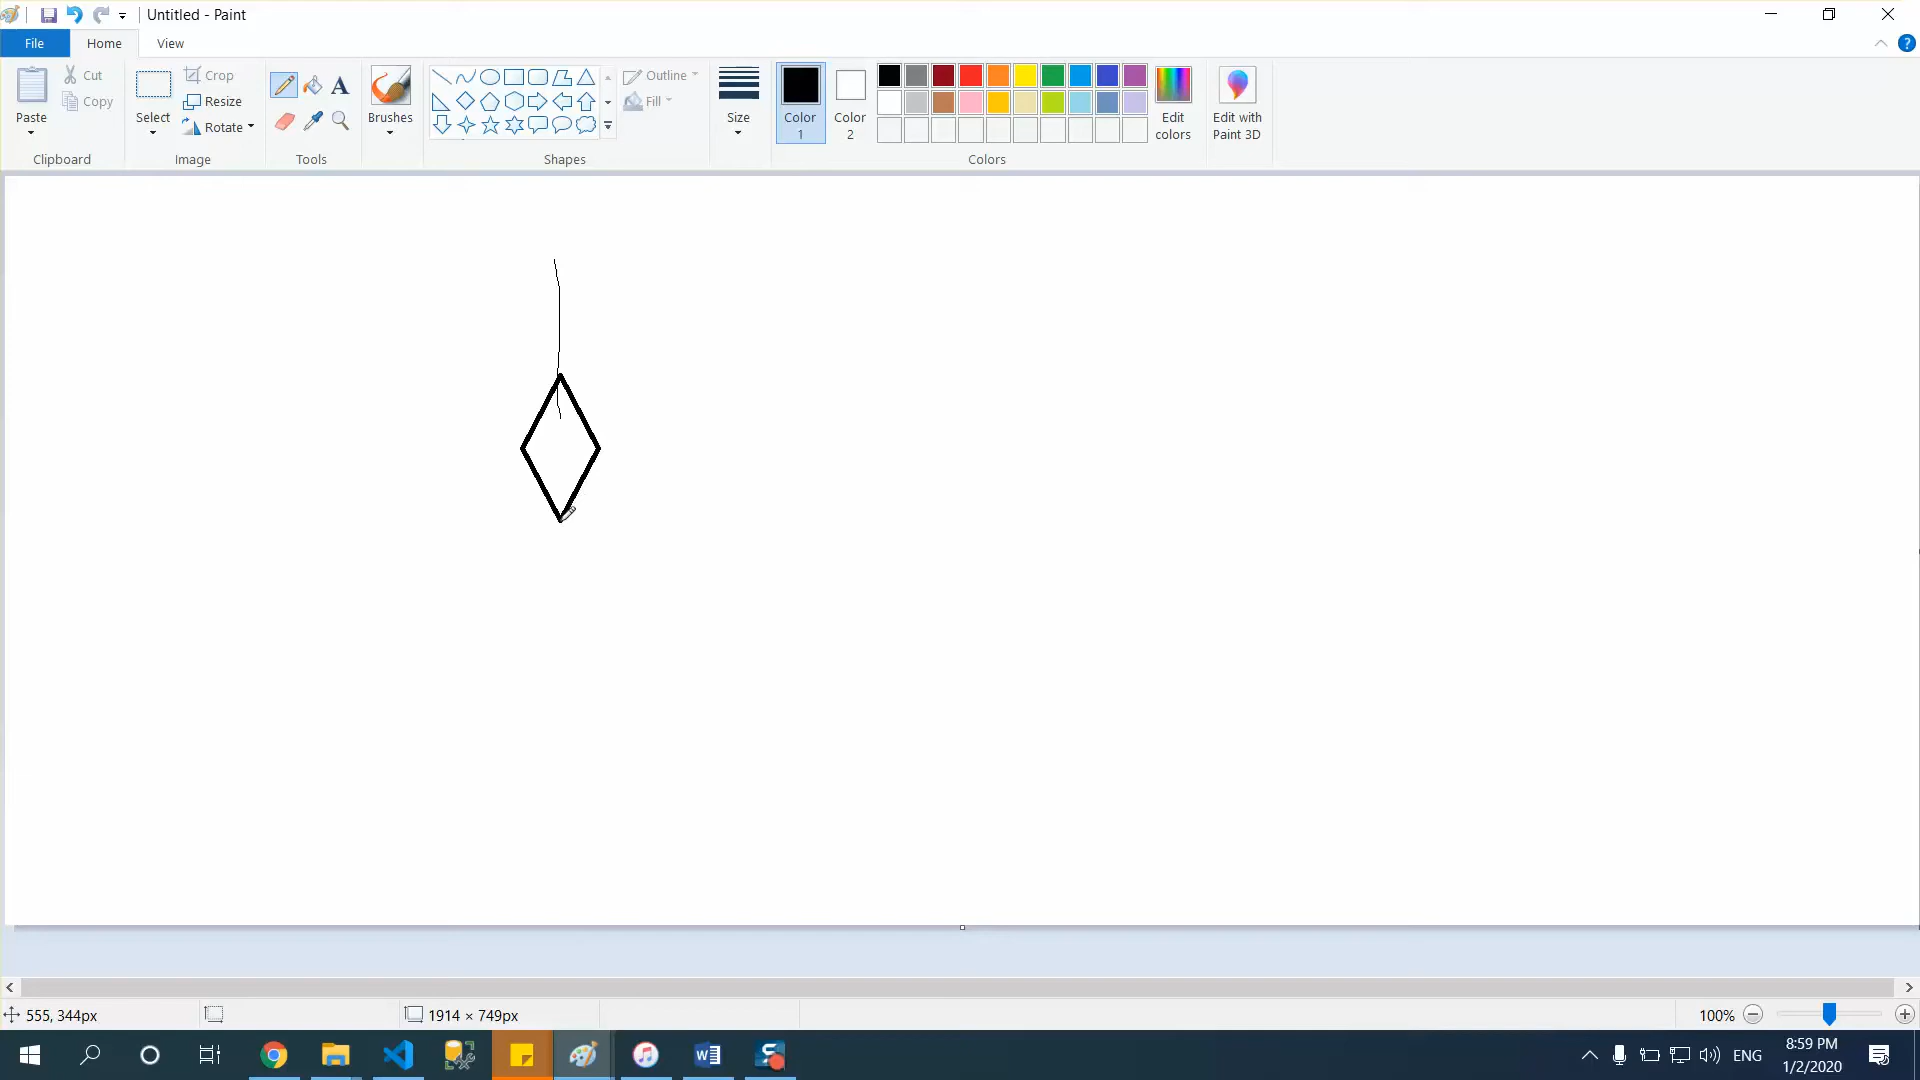 Untitled - Paint
File Home View
Paste
Cut
Copy
Clipboard
Select
Crop
Resize
Rotate
Image
A
Tools
Brushes
Outline
Fill
Shapes
Size
Color 1
Color 2
Edit colors
Colors
Edit with Paint 3D
?
555, 344px
1914 × 749px
100%
ENG
8:59 PM
1/2/2020